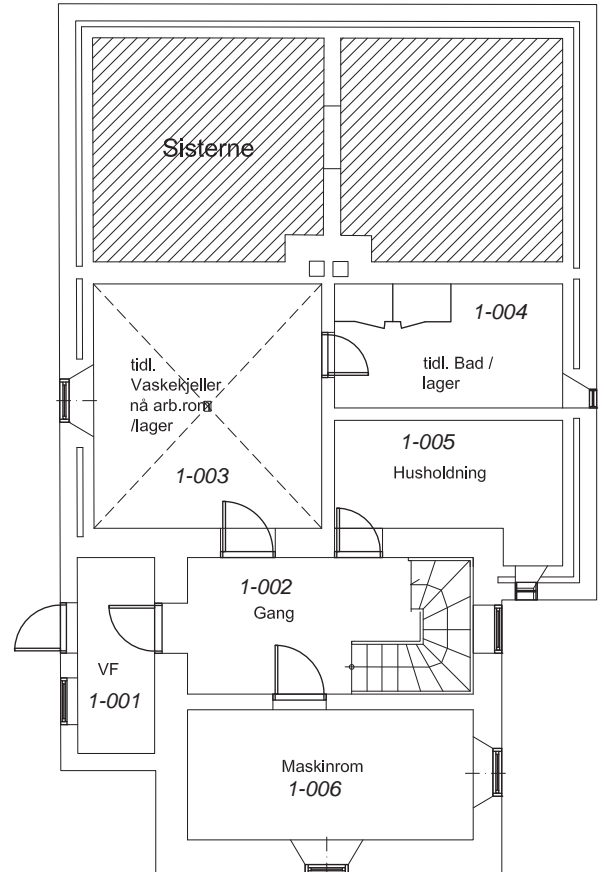 Sisterne
1-004
tidl. Bad /
lager
tidl.
Vaskekjeller
nå arb.rom
/lager
1-003
1-005
Husholdning
1-002
Gang
VF
1-001
Maskinrom
1-006